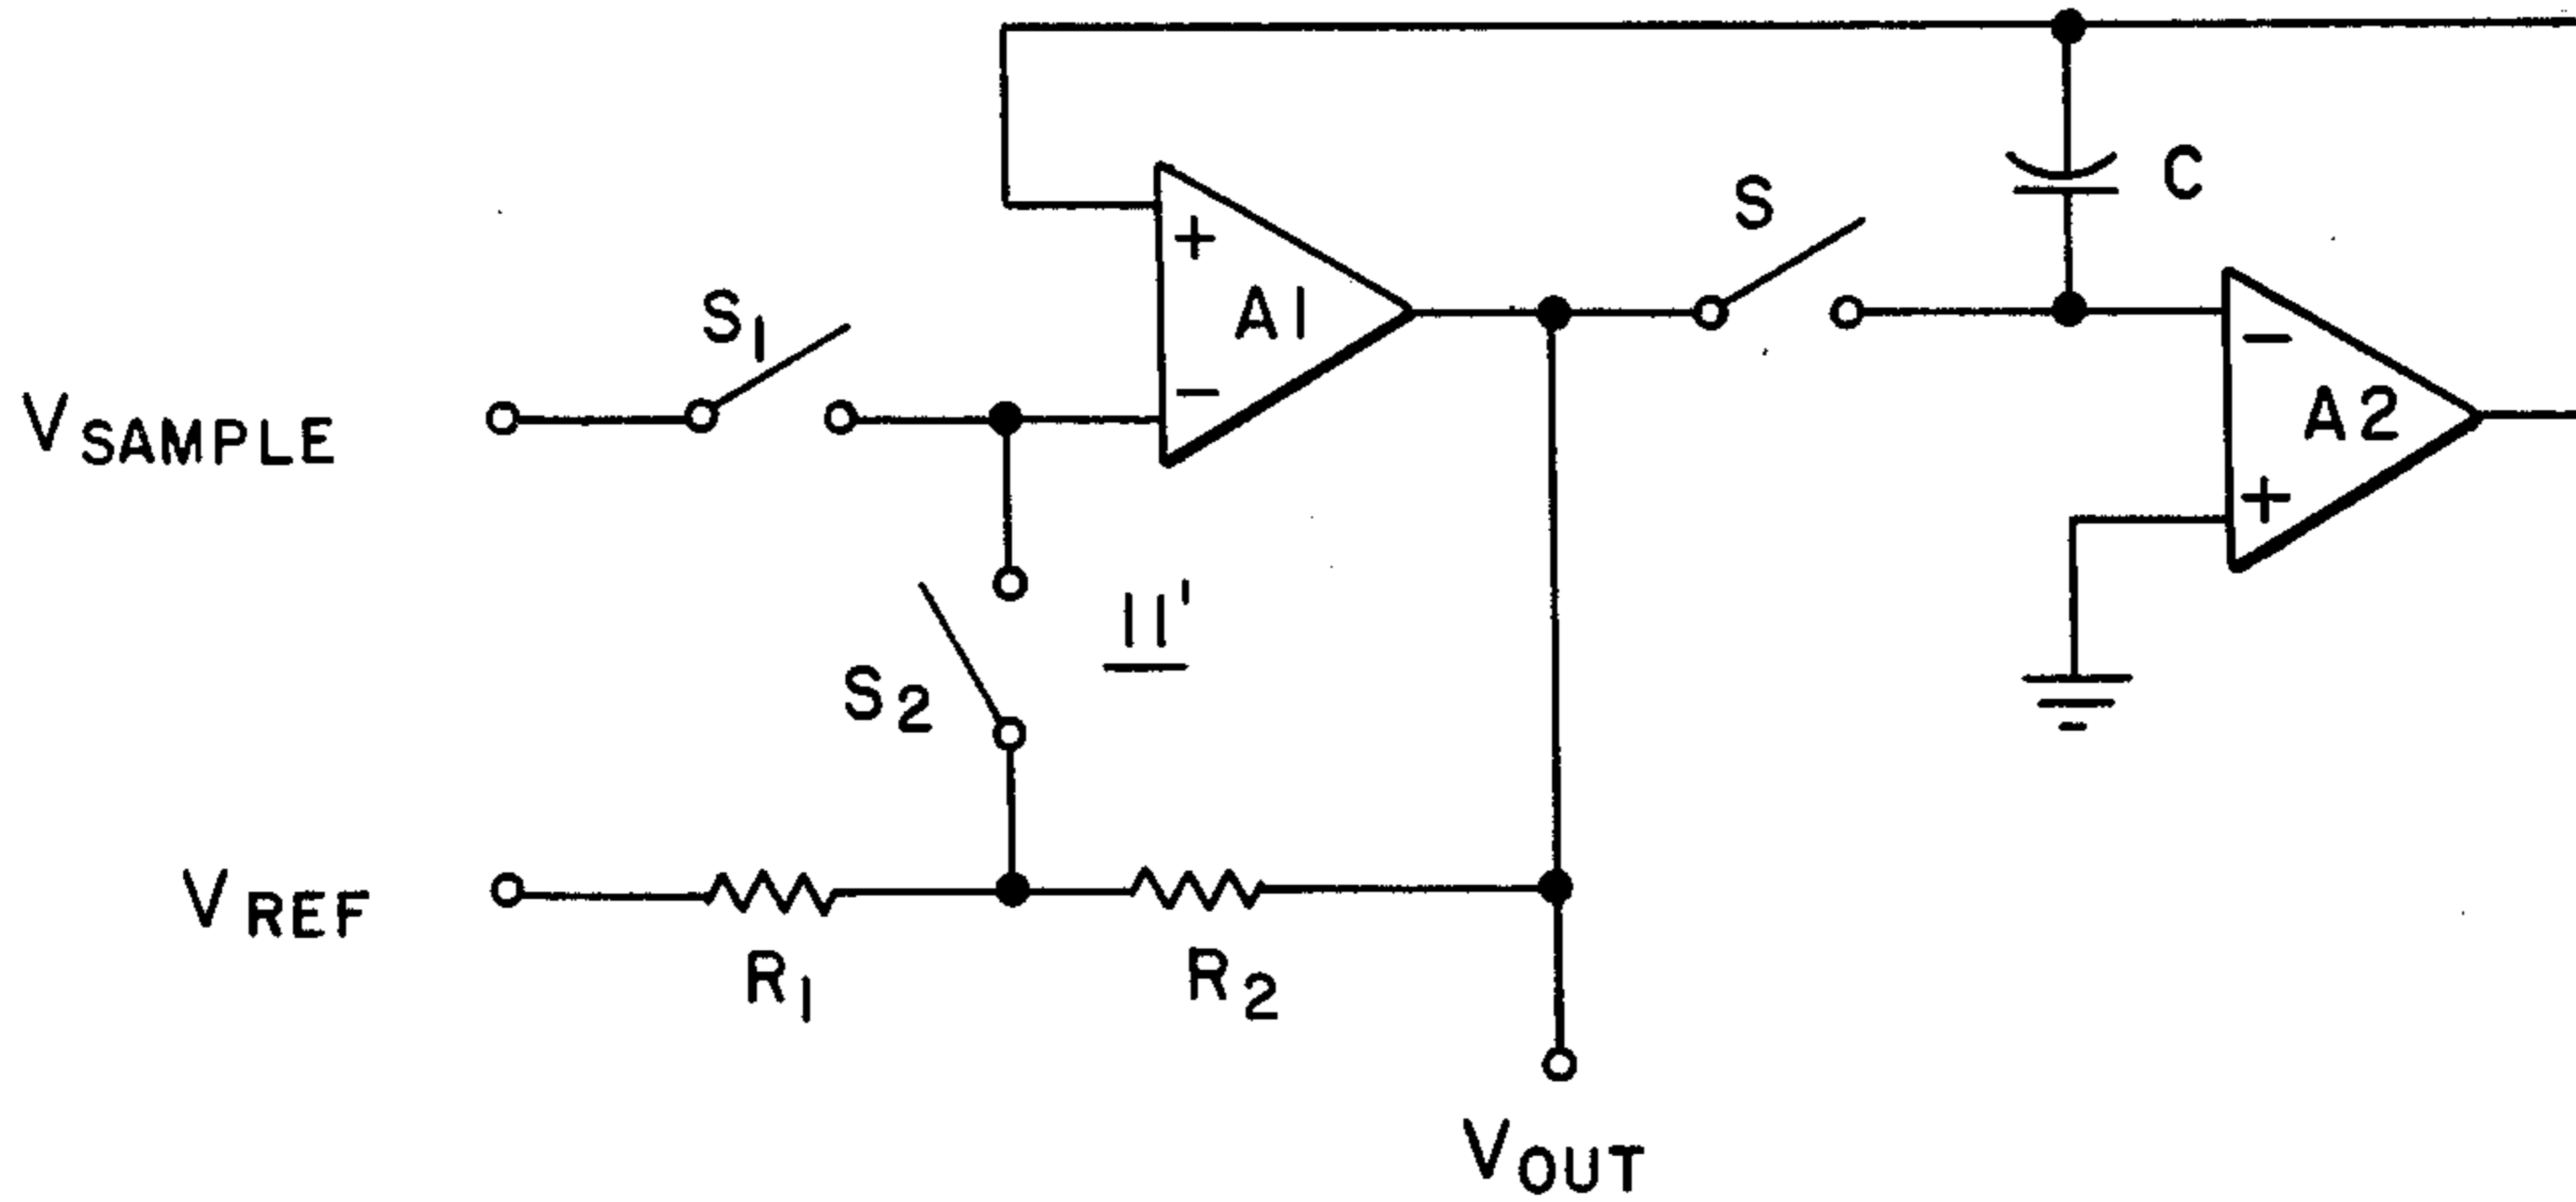 C
S
+
A1
−
S1
−
A2
+
VSAMPLE
11'
S2
VREF
R1
R2
VOUT